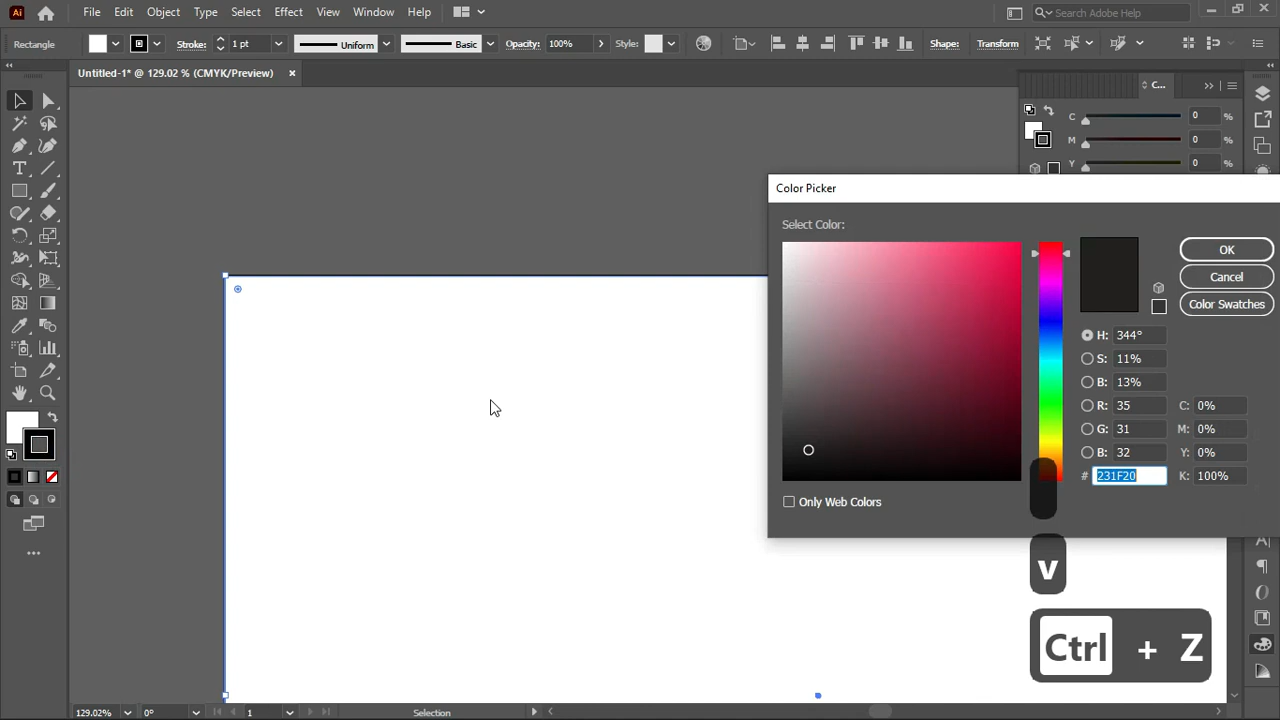 Ai File Edit Object Type Select Effect View Window Help Search Adobe Help
Rectangle Stroke: 1 pt Uniform Basic Opacity: 100% Style: Shape: Transform
Untitled-1* @ 129.02 % (CMYK/Preview)
C...
C 0 %
M 0 %
Y 0 %
Color Picker
Select Color:
OK
Cancel
Color Swatches
H: 344°
S: 11%
B: 13%
R: 35 C: 0%
G: 31 M: 0%
B: 32 Y: 0%
# 231F20 K: 100%
Only Web Colors
v
Ctrl + Z
129.02% 0° 1 Selection